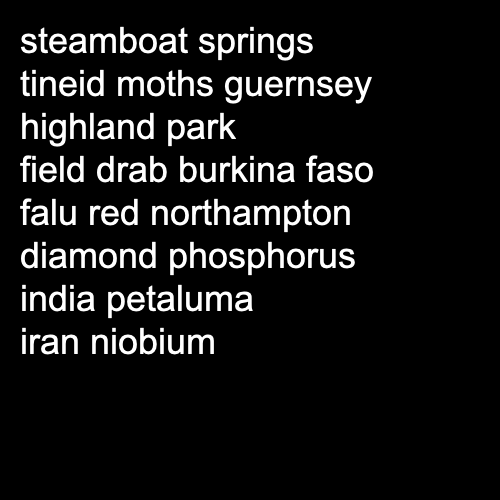 steamboat springs
tineid moths guernsey
highland park
field drab burkina faso
falu red northampton
diamond phosphorus
india petaluma
iran niobium